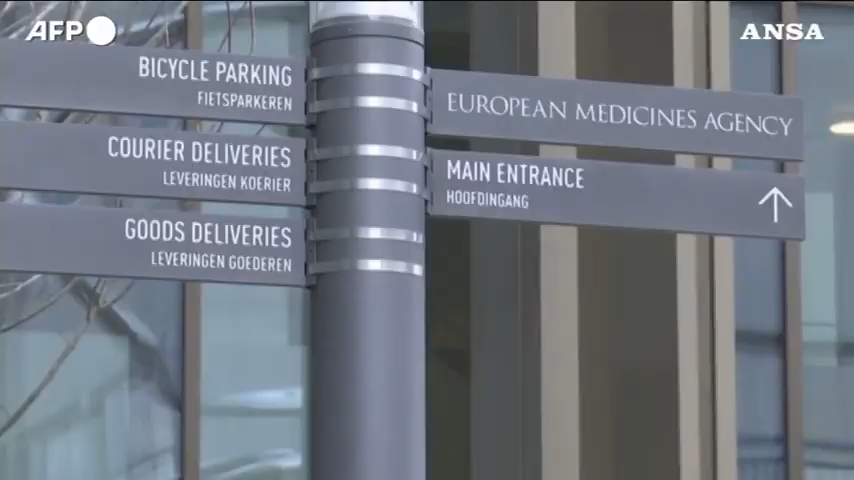 AFP
ANSA
BICYCLE PARKING
FIETSPARKEREN
COURIER DELIVERIES
LEVERINGEN KOERIER
GOODS DELIVERIES
LEVERINGEN GOEDEREN
EUROPEAN MEDICINES AGENCY
MAIN ENTRANCE
HOOFDINGANG